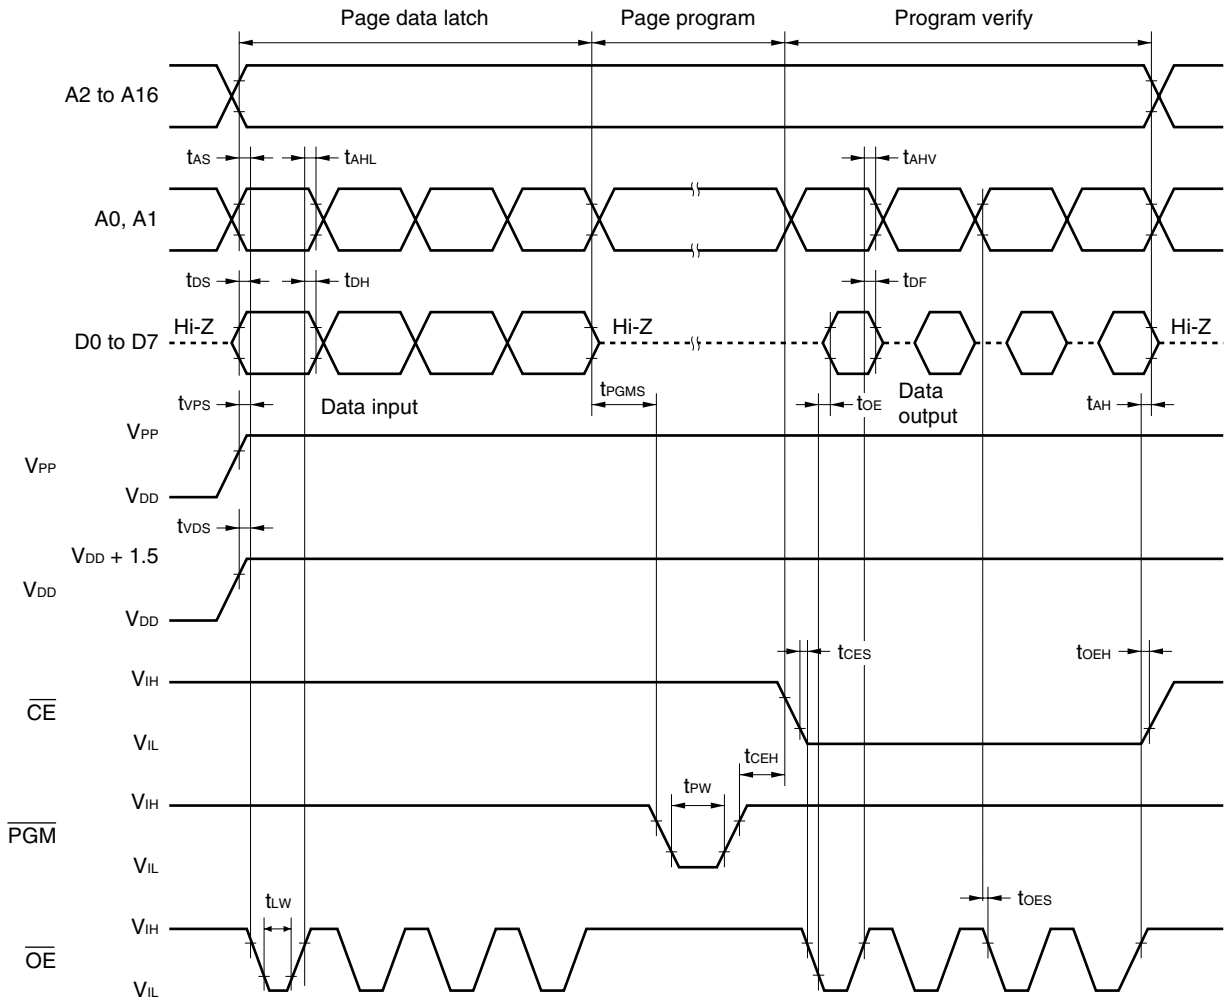 Page data latch Page program Program verify
A2 to A16
tAS tAHL tAHV
A0, A1
tDS tDH tDF
Hi-Z Hi-Z Hi-Z
D0 to D7
tPGMS
tVPS Data input tOE Data output tAH
VPP
VPP
VDD
tVDS
VDD + 1.5
VDD
VDD
tCES tOEH
VIH
CE
VIL
tCEH
tPW
VIH
PGM
VIL
tLW tOES
VIH
OE
VIL